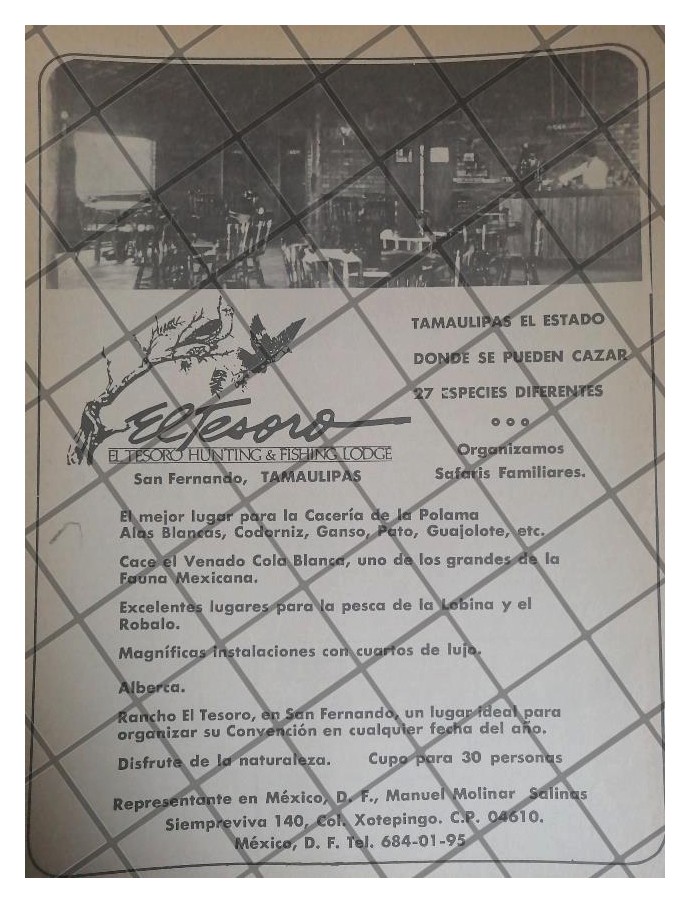 TAMAULIPAS EL ESTADO
DONDE SE PUEDEN CAZAR
27 ESPECIES DIFERENTES
Organizamos
Safaris Familiares.
El Tesoro
EL TESORO HUNTING & FISHING LODGE
San Fernando, TAMAULIPAS
El mejor lugar para la Cacería de la Polama
Alas Blancas, Codorniz, Ganso, Pato, Guajolote, etc.
Cace el Venado Cola Blanca, uno de los grandes de la
Fauna Mexicana.
Excelentes lugares para la pesca de la Lobina y el
Robalo.
Magníficas instalaciones con cuartos de lujo.
Alberca.
Rancho El Tesoro, en San Fernando, un lugar ideal para
organizar su Convención en cualquier fecha del año.
Disfrute de la naturaleza. Cupo para 30 personas
Representante en México, D. F., Manuel Molinar Salinas
Siempreviva 140, Col. Xotepingo. C.P. 04610.
México, D. F. Tel. 684-01-95